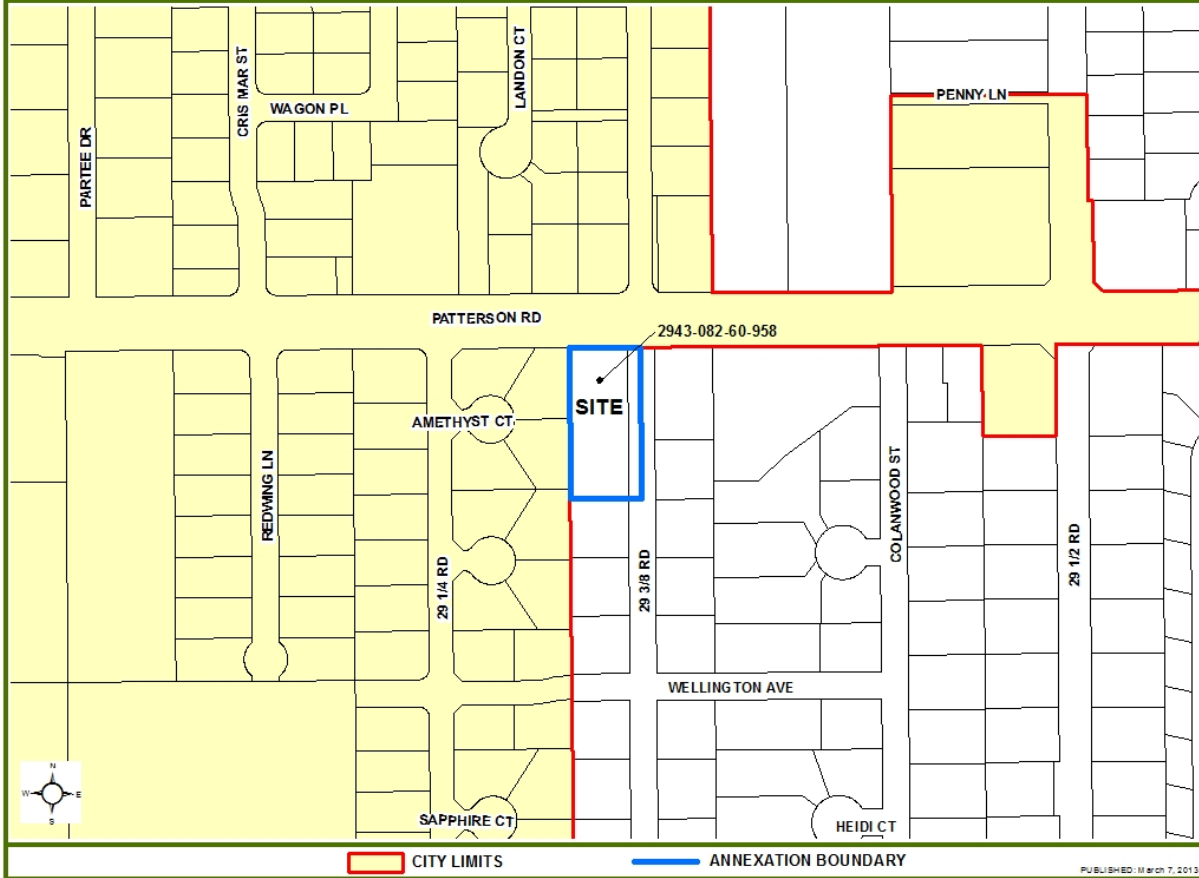 PARTEE DR
CRIS MAR ST
WAGON PL
LANDON CT
PENNY LN
PATTERSON RD
2943-082-60-958
SITE
AMETHYST CT
REDWING LN
29 1/4 RD
29 3/8 RD
COLANWOOD ST
29 1/2 RD
WELLINGTON AVE
SAPPHIRE CT
HEIDI CT
N
W
E
S
CITY LIMITS
ANNEXATION BOUNDARY
PUBLISHED: March 7, 2013